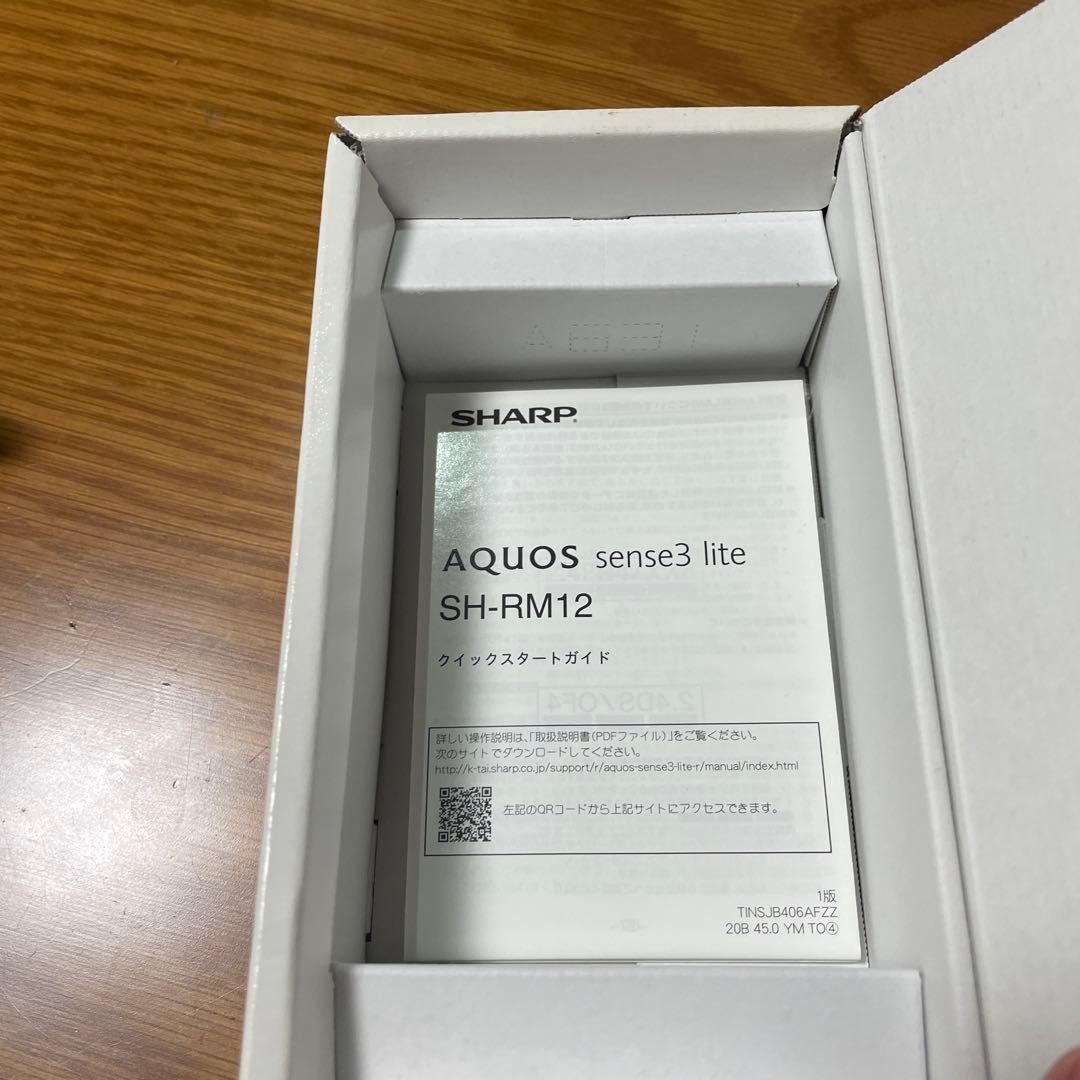 SHARP
AQUOS sense3 lite
SH-RM12
クイックスタートガイド
詳しい操作説明は、「取扱説明書（PDFファイル）」をご覧ください。
次のサイトでダウンロードしてください。
http://k-tai.sharp.co.jp/support/r/aquos-sense3-lite-r/manual/index.html
左記のQRコードから上記サイトにアクセスできます。
1版
TINSJB406AFZZ
20B 45.0 YM TO④